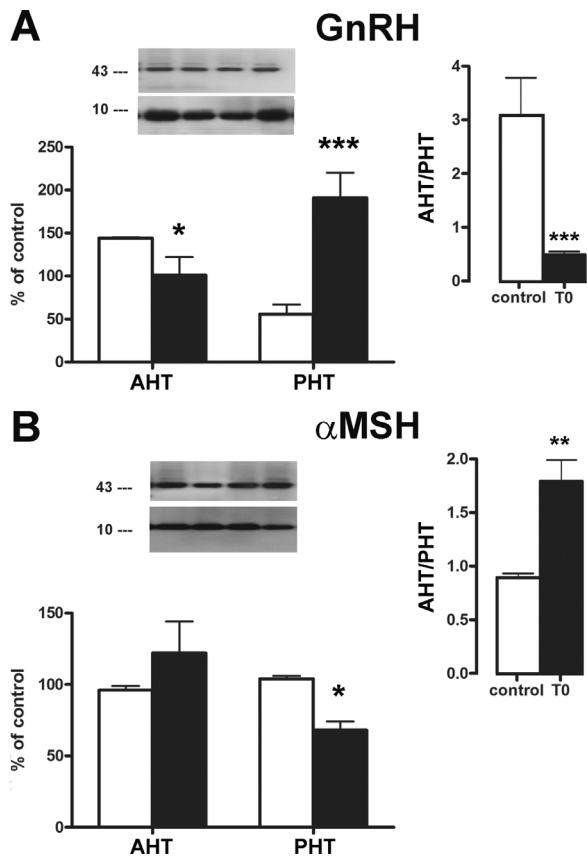 A GnRH
43 ---
10 ---
250
200
150
100
50
0
% of control
*
***
AHT PHT
4
3
2
1
0
AHT/PHT
***
control T0
B αMSH
43 ---
10 ---
150
100
50
0
% of control
*
AHT PHT
2.0
1.5
1.0
0.5
0.0
AHT/PHT
**
control T0